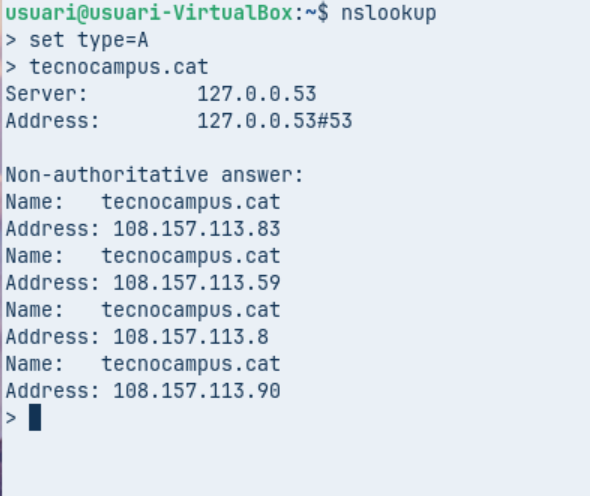 usuari@usuari-VirtualBox:~$ nslookup
> set type=A
> tecnocampus.cat
Server:         127.0.0.53
Address:        127.0.0.53#53

Non-authoritative answer:
Name:   tecnocampus.cat
Address: 108.157.113.83
Name:   tecnocampus.cat
Address: 108.157.113.59
Name:   tecnocampus.cat
Address: 108.157.113.8
Name:   tecnocampus.cat
Address: 108.157.113.90
>